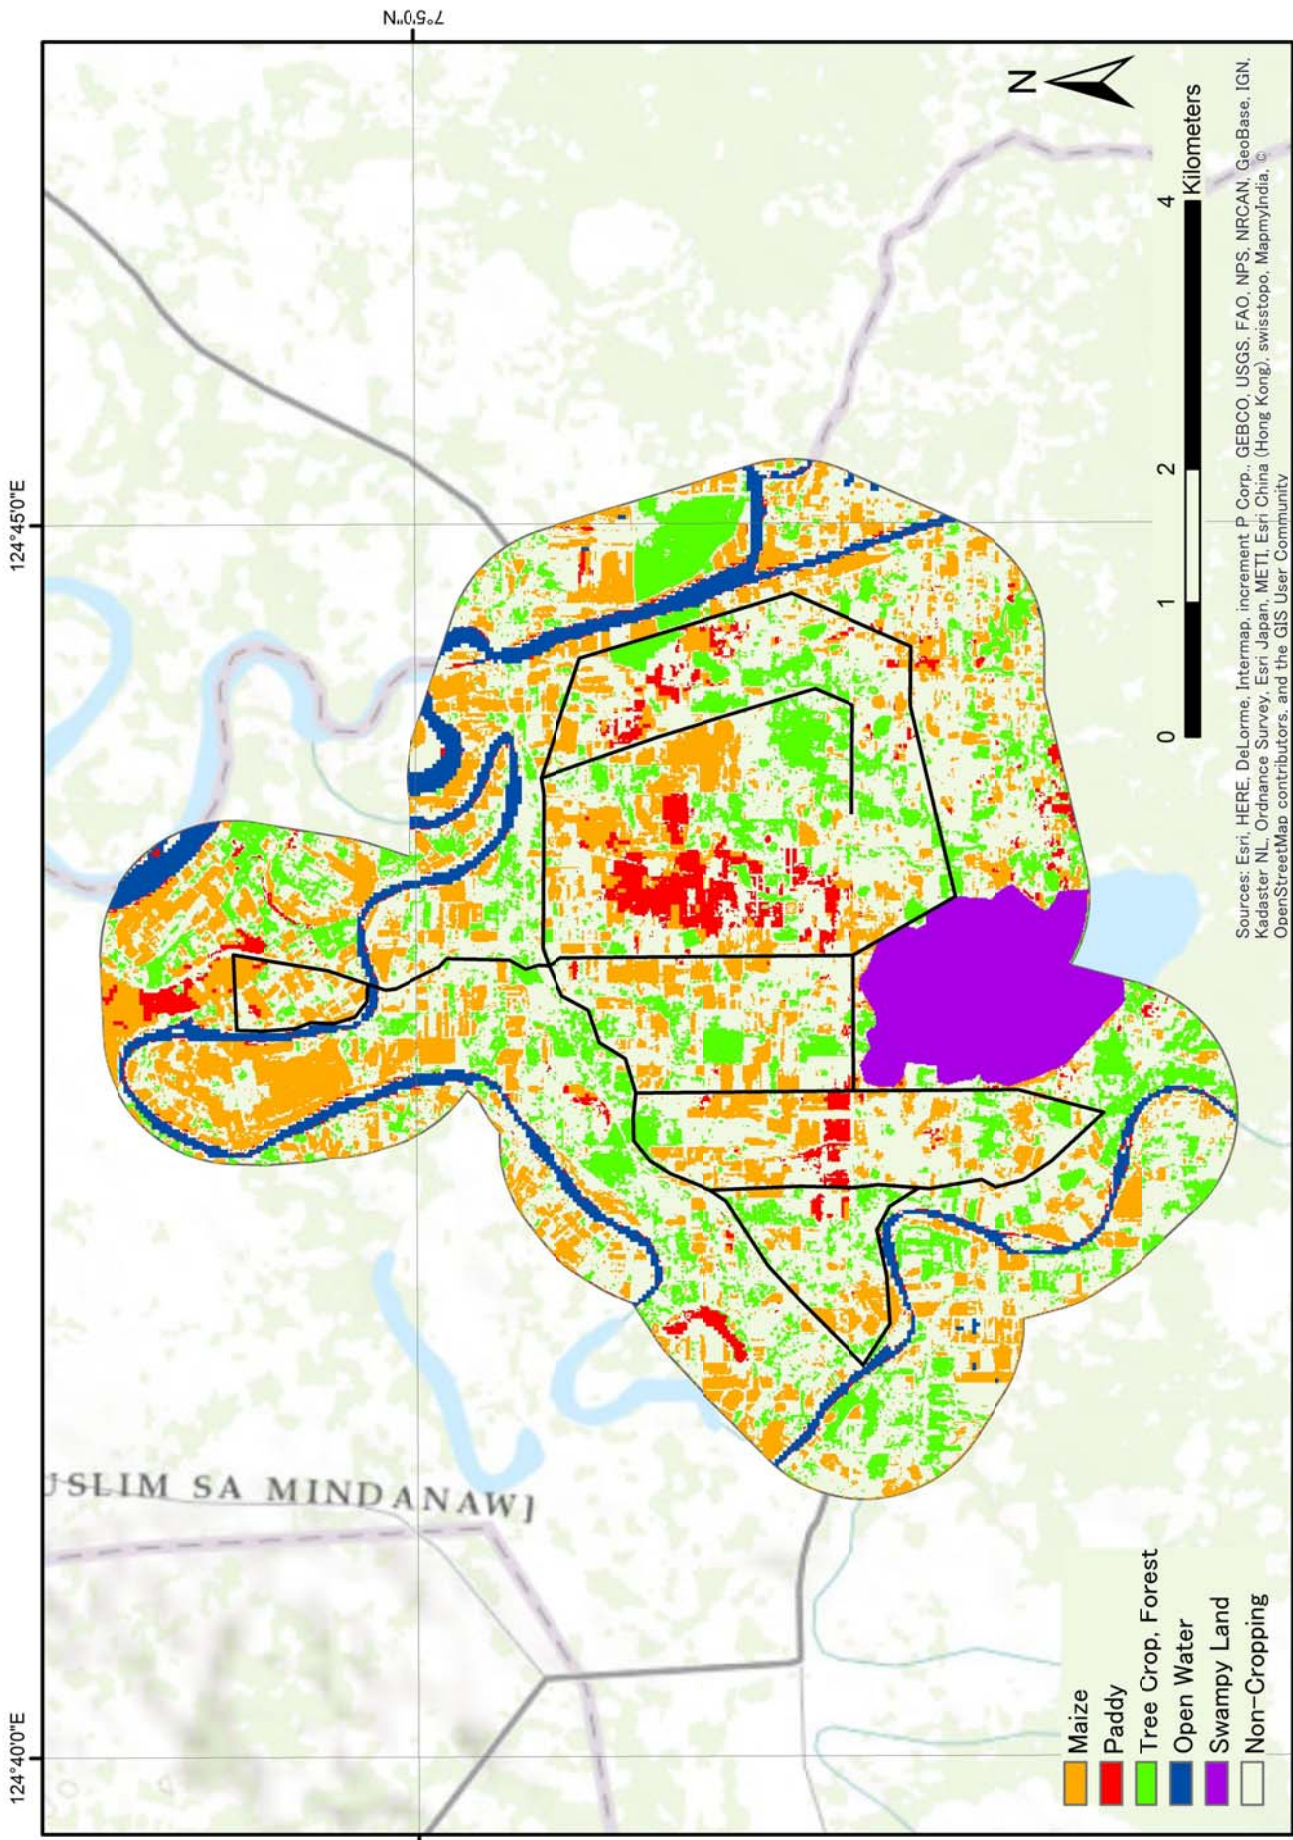 124°40'0"E
124°45'0"E
7°5'0"N
USLIM SA MINDANAWJ
N
Maize
Paddy
Tree Crop, Forest
Open Water
Swampy Land
Non-Cropping
0 1 2 4
Kilometers
Sources: Esri, HERE, DeLorme, Intermap, increment P Corp., GEBCO, USGS, FAO, NPS, NRCAN, GeoBase, IGN,
Kadaster NL, Ordnance Survey, Esri Japan, METI, Esri China (Hong Kong), swisstopo, MapmyIndia, ©
OpenStreetMap contributors, and the GIS User Community